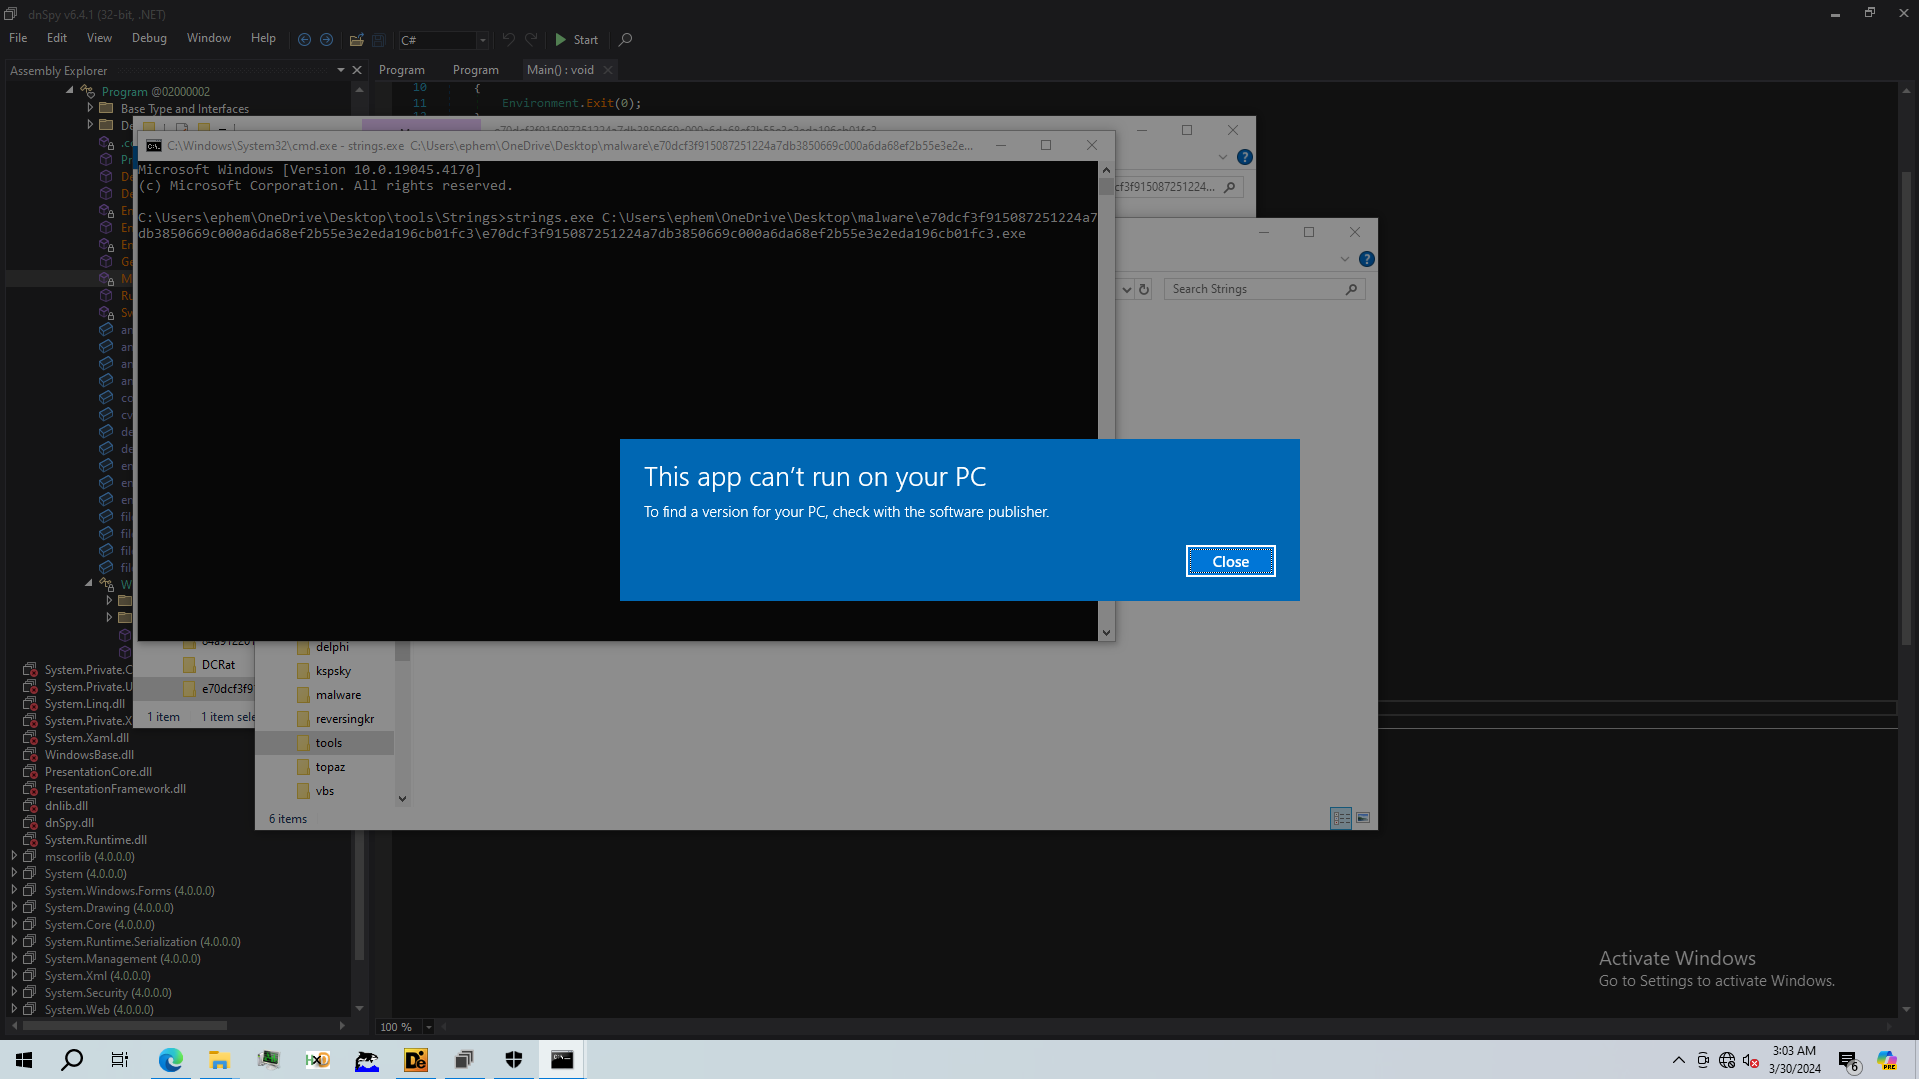 dnSpy v6.4.1 (32-bit, .NET)
File Edit View Debug Window Help C# Start
Assembly Explorer
Program Program Main() : void
Program @02000002
Base Type and Interfaces
10 {
11 Environment.Exit(0);
C:\Windows\System32\cmd.exe - strings.exe C:\Users\ephem\OneDrive\Desktop\malware\e70dcf3f915087251224a7db3850669c000a6da68ef2b55e3e2e...
Microsoft Windows [Version 10.0.19045.4170]
(c) Microsoft Corporation. All rights reserved.
C:\Users\ephem\OneDrive\Desktop\tools\Strings>strings.exe C:\Users\ephem\OneDrive\Desktop\malware\e70dcf3f915087251224a7
db3850669c000a6da68ef2b55e3e2eda196cb01fc3\e70dcf3f915087251224a7db3850669c000a6da68ef2b55e3e2eda196cb01fc3.exe
cf3f915087251224...
Search Strings
This app can’t run on your PC
To find a version for your PC, check with the software publisher.
Close
DCRat
e70dcf3f9
1 item 1 item sele
delphi
kspsky
malware
reversingkr
tools
topaz
vbs
6 items
System.Private.C
System.Private.U
System.Linq.dll
System.Private.X
System.Xaml.dll
WindowsBase.dll
PresentationCore.dll
PresentationFramework.dll
dnlib.dll
dnSpy.dll
System.Runtime.dll
mscorlib (4.0.0.0)
System (4.0.0.0)
System.Windows.Forms (4.0.0.0)
System.Drawing (4.0.0.0)
System.Core (4.0.0.0)
System.Runtime.Serialization (4.0.0.0)
System.Management (4.0.0.0)
System.Xml (4.0.0.0)
System.Security (4.0.0.0)
System.Web (4.0.0.0)
100 %
Activate Windows
Go to Settings to activate Windows.
3:03 AM
3/30/2024
6
PRE